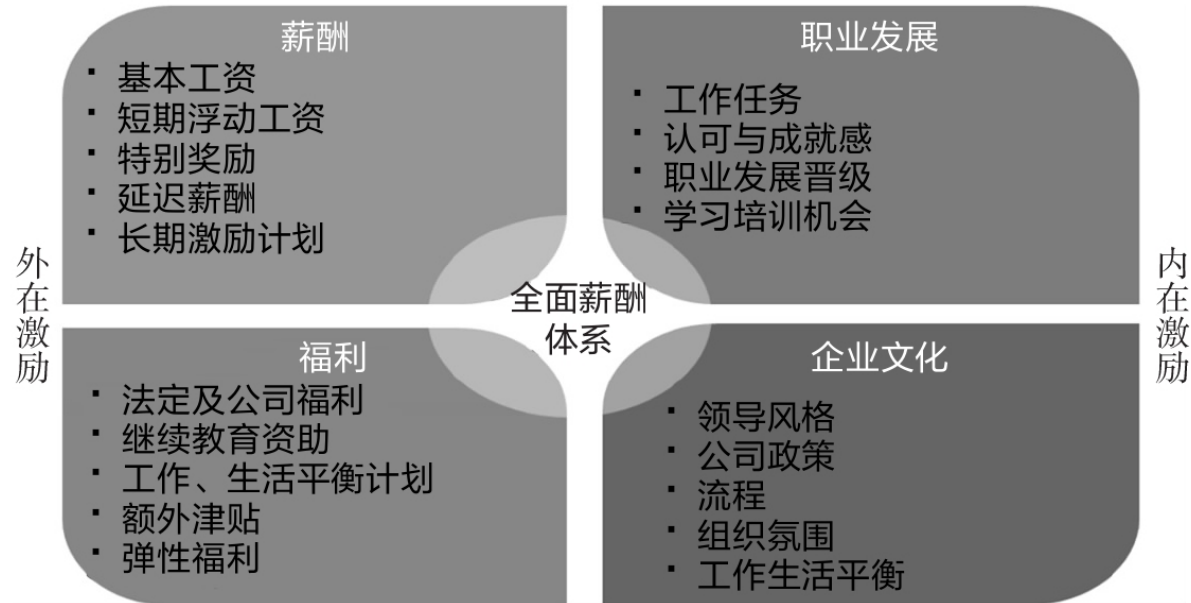 薪酬
· 基本工资
· 短期浮动工资
· 特别奖励
· 延迟薪酬
· 长期激励计划
职业发展
· 工作任务
· 认可与成就感
· 职业发展晋级
· 学习培训机会
外在激励
全面薪酬
体系
内在激励
福利
· 法定及公司福利
· 继续教育资助
· 工作、生活平衡计划
· 额外津贴
· 弹性福利
企业文化
· 领导风格
· 公司政策
· 流程
· 组织氛围
· 工作生活平衡